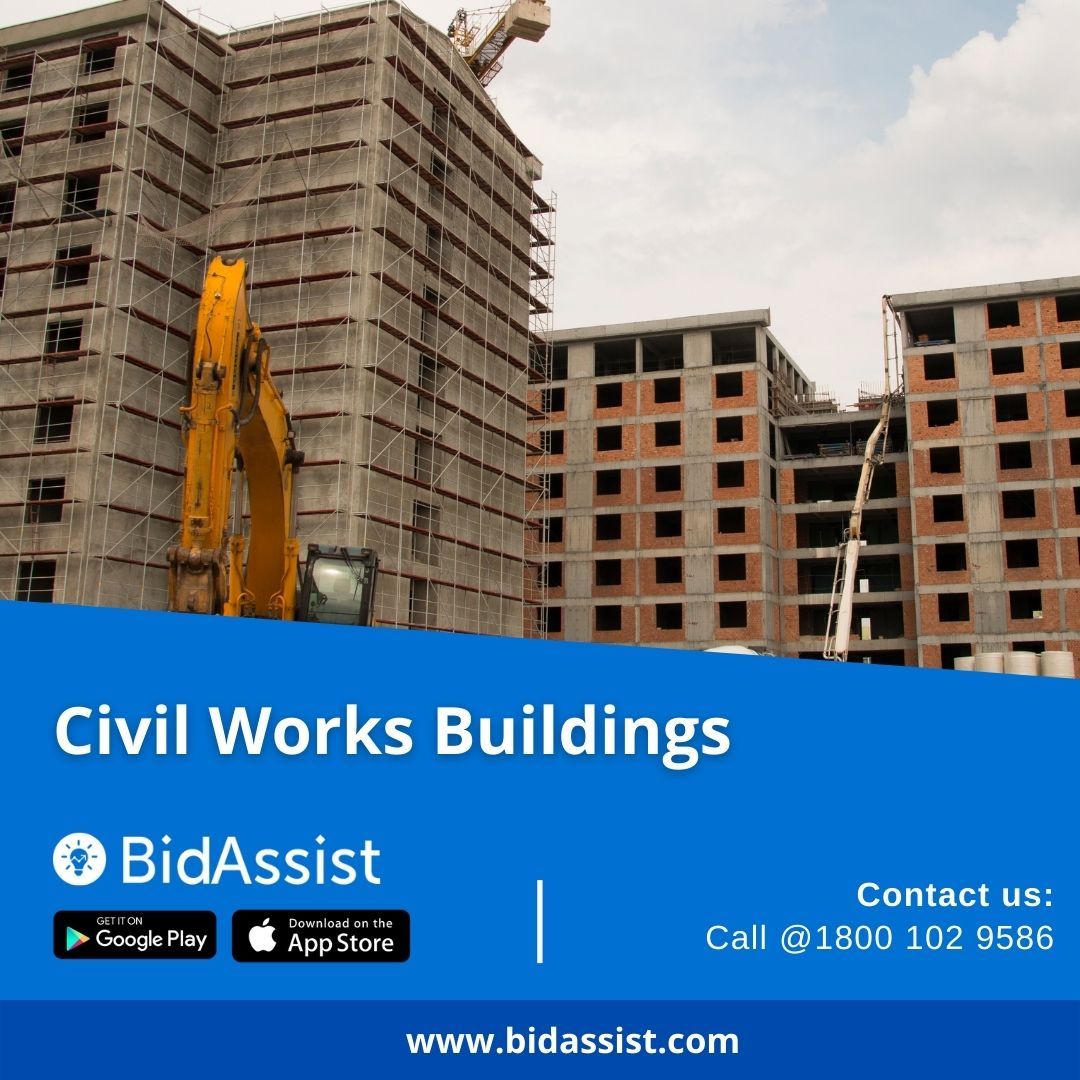 Civil Works Buildings
BidAssist
GET IT ON
Google Play
Download on the
App Store
Contact us:
Call @1800 102 9586
www.bidassist.com